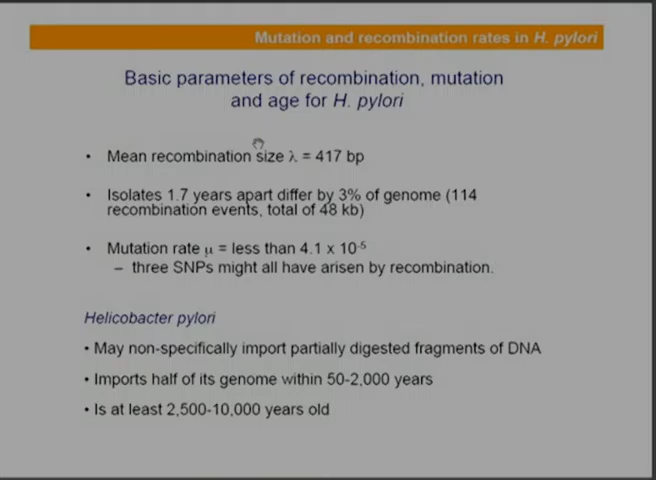 Mutation and recombination rates in H. pylori
Basic parameters of recombination, mutation
and age for H. pylori
• Mean recombination size λ = 417 bp
• Isolates 1.7 years apart differ by 3% of genome (114
recombination events, total of 48 kb)
• Mutation rate μ = less than 4.1 x 10⁻⁵
– three SNPs might all have arisen by recombination.
Helicobacter pylori
• May non-specifically import partially digested fragments of DNA
• Imports half of its genome within 50-2,000 years
• Is at least 2,500-10,000 years old